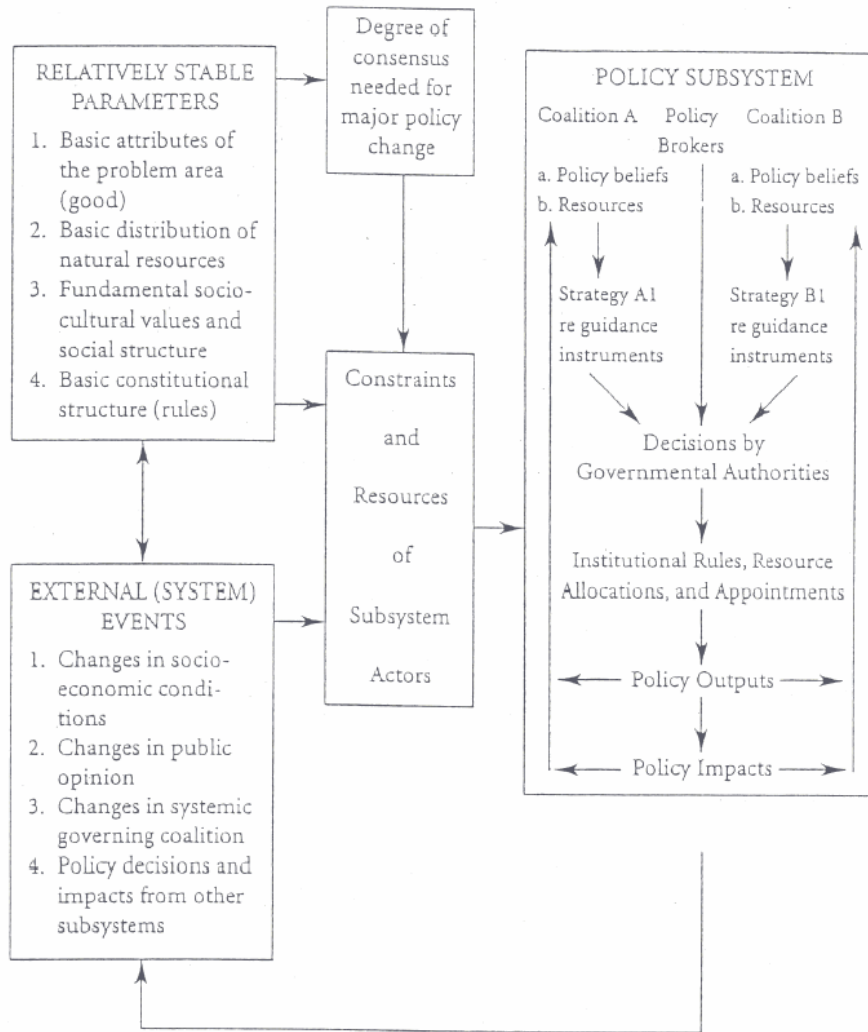 RELATIVELY STABLE
PARAMETERS
1. Basic attributes of
the problem area
(good)
2. Basic distribution of
natural resources
3. Fundamental socio-
cultural values and
social structure
4. Basic constitutional
structure (rules)
Degree of
consensus
needed for
major policy
change
EXTERNAL (SYSTEM)
EVENTS
1. Changes in socio-
economic condi-
tions
2. Changes in public
opinion
3. Changes in systemic
governing coalition
4. Policy decisions and
impacts from other
subsystems
Constraints
and
Resources
of
Subsystem
Actors
POLICY SUBSYSTEM
Coalition A
a. Policy beliefs
b. Resources
Strategy A1
re guidance
instruments
Policy
Brokers
Coalition B
a. Policy beliefs
b. Resources
Strategy B1
re guidance
instruments
Decisions by
Governmental Authorities
Institutional Rules, Resource
Allocations, and Appointments
Policy Outputs
Policy Impacts